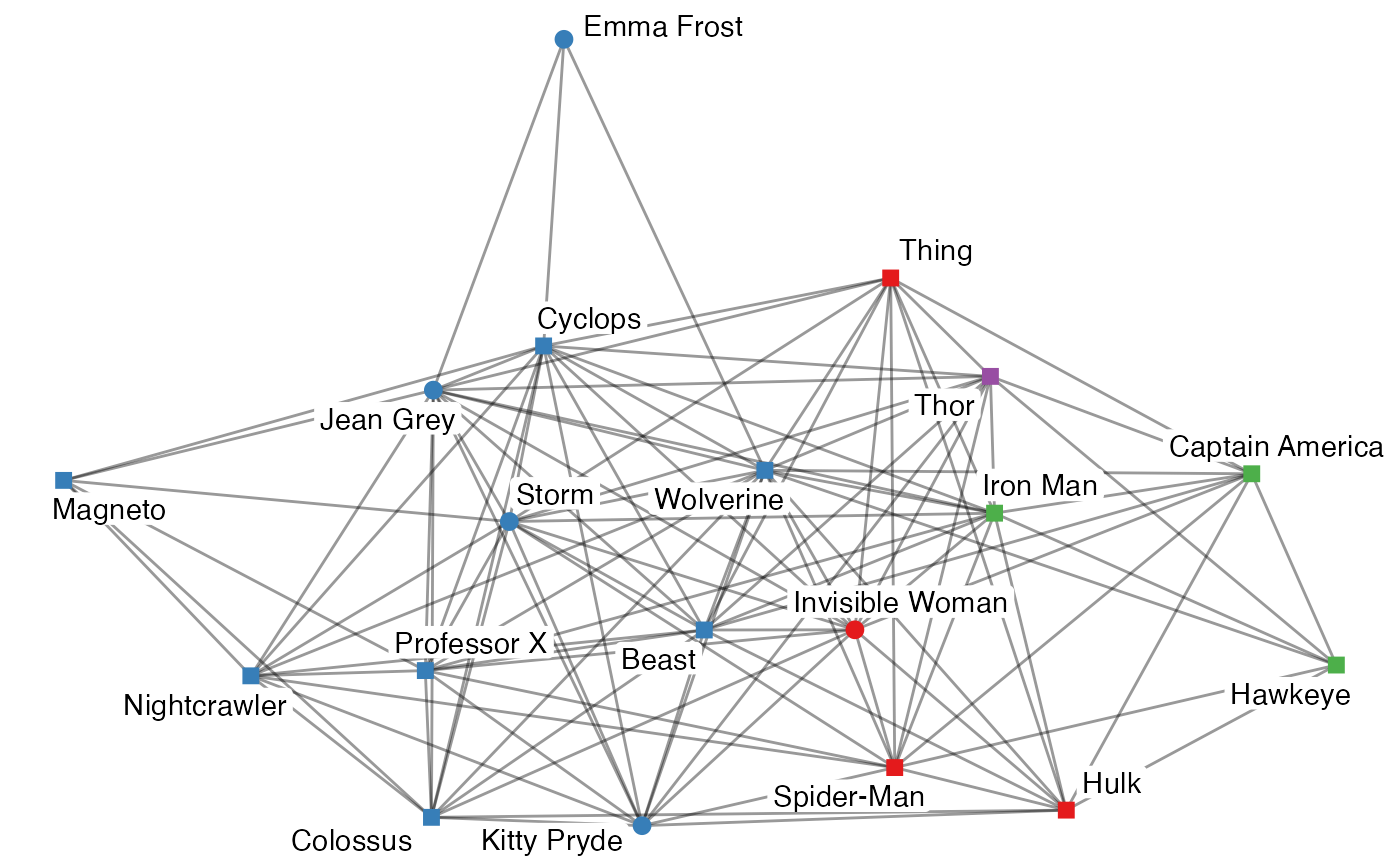 Emma Frost
Thing
Cyclops
Thor
Jean Grey
Captain America
Iron Man
Storm
Wolverine
Magneto
Invisible Woman
Professor X
Beast
Nightcrawler
Hawkeye
Hulk
Spider-Man
Colossus
Kitty Pryde